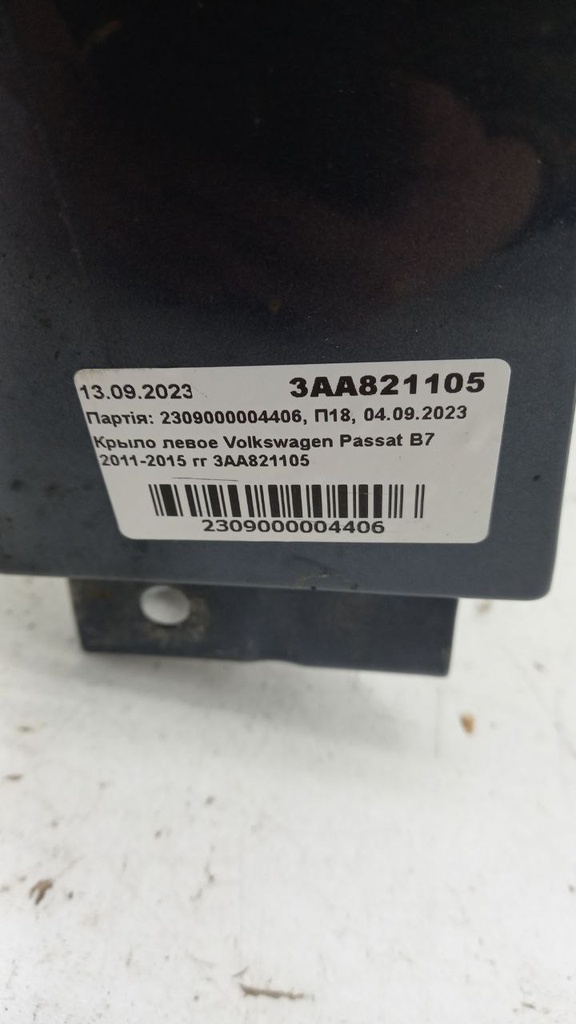 13.09.2023 3AA821105
Партія: 2309000004406, П18, 04.09.2023
Крыло левое Volkswagen Passat B7
2011-2015 гг 3AA821105
2309000004406